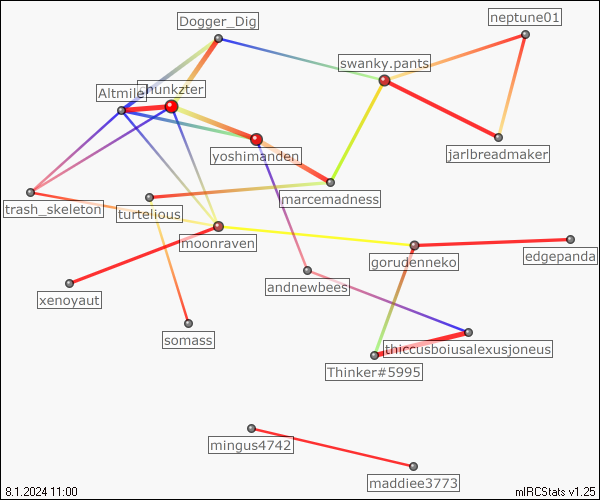 neptune01
Dogger_Dig
swanky.pants
hunkzter
Altmile
yoshimanden
jarlbreadmaker
marcemadness
trash_skeleton
turtelious
moonraven
edgepanda
gorudenneko
andnewbees
xenoyaut
somass
thiccusboiusalexusjoneus
Thinker#5995
mingus4742
maddiee3773
8.1.2024 11:00
mIRCStats v1.25